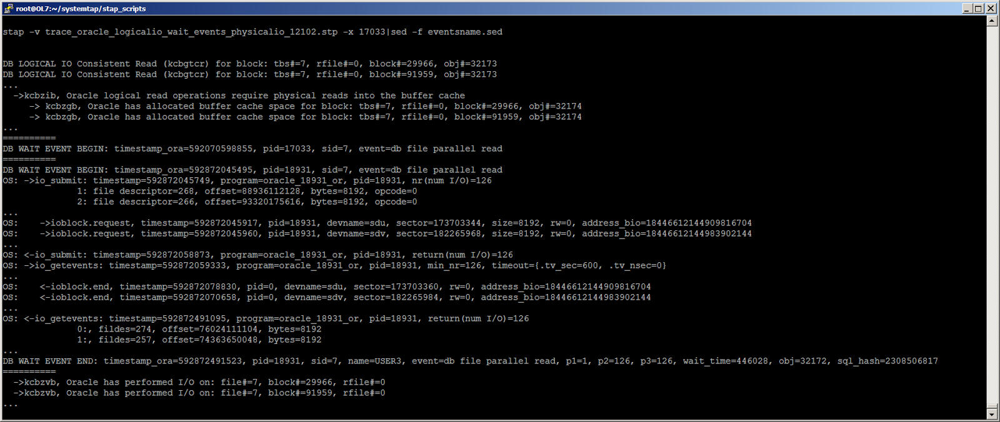 root@OL7:~/systemtap/stap_scripts
stap -v trace_oracle_logicalio_wait_events_physicalio_12102.stp -x 17033|sed -f eventsname.sed
DB LOGICAL IO Consistent Read (kcbgtcr) for block: tbs#=7, rfile#=0, block#=29966, obj#=32173
DB LOGICAL IO Consistent Read (kcbgtcr) for block: tbs#=7, rfile#=0, block#=91959, obj#=32173
...
->kcbzib, Oracle logical read operations require physical reads into the buffer cache
-> kcbzgb, Oracle has allocated buffer cache space for block: tbs#=7, rfile#=0, block#=29966, obj#=32174
-> kcbzgb, Oracle has allocated buffer cache space for block: tbs#=7, rfile#=0, block#=91959, obj#=32174
...
==========
DB WAIT EVENT BEGIN: timestamp_ora=592070598855, pid=17033, sid=7, event=db file parallel read
==========
DB WAIT EVENT BEGIN: timestamp_ora=592872045495, pid=18931, sid=7, event=db file parallel read
OS: ->io_submit: timestamp=592872045749, program=oracle_18931_or, pid=18931, nr(num I/O)=126
1: file descriptor=268, offset=88936112128, bytes=8192, opcode=0
2: file descriptor=266, offset=93320175616, bytes=8192, opcode=0
...
OS: ->ioblock.request, timestamp=592872045917, pid=18931, devname=sdu, sector=173703344, size=8192, rw=0, address_bio=18446612144909816704
OS: ->ioblock.request, timestamp=592872045960, pid=18931, devname=sdv, sector=182265968, size=8192, rw=0, address_bio=18446612144983902144
...
OS: <-io_submit: timestamp=592872058873, program=oracle_18931_or, pid=18931, return(num I/O)=126
OS: ->io_getevents: timestamp=592872059333, program=oracle_18931_or, pid=18931, min_nr=126, timeout={.tv_sec=600, .tv_nsec=0}
...
OS: <-ioblock.end, timestamp=592872078830, pid=0, devname=sdu, sector=173703360, rw=0, address_bio=18446612144909816704
OS: <-ioblock.end, timestamp=592872070658, pid=0, devname=sdv, sector=182265984, rw=0, address_bio=18446612144983902144
...
OS: <-io_getevents: timestamp=592872491095, program=oracle_18931_or, pid=18931, return(num I/O)=126
0:, fildes=274, offset=76024111104, bytes=8192
1:, fildes=257, offset=74363650048, bytes=8192
...
DB WAIT EVENT END: timestamp_ora=592872491523, pid=18931, sid=7, name=USER3, event=db file parallel read, p1=1, p2=126, p3=126, wait_time=446028, obj=32172, sql_hash=2308506817
==========
->kcbzvb, Oracle has performed I/O on: file#=7, block#=29966, rfile#=0
->kcbzvb, Oracle has performed I/O on: file#=7, block#=91959, rfile#=0
...